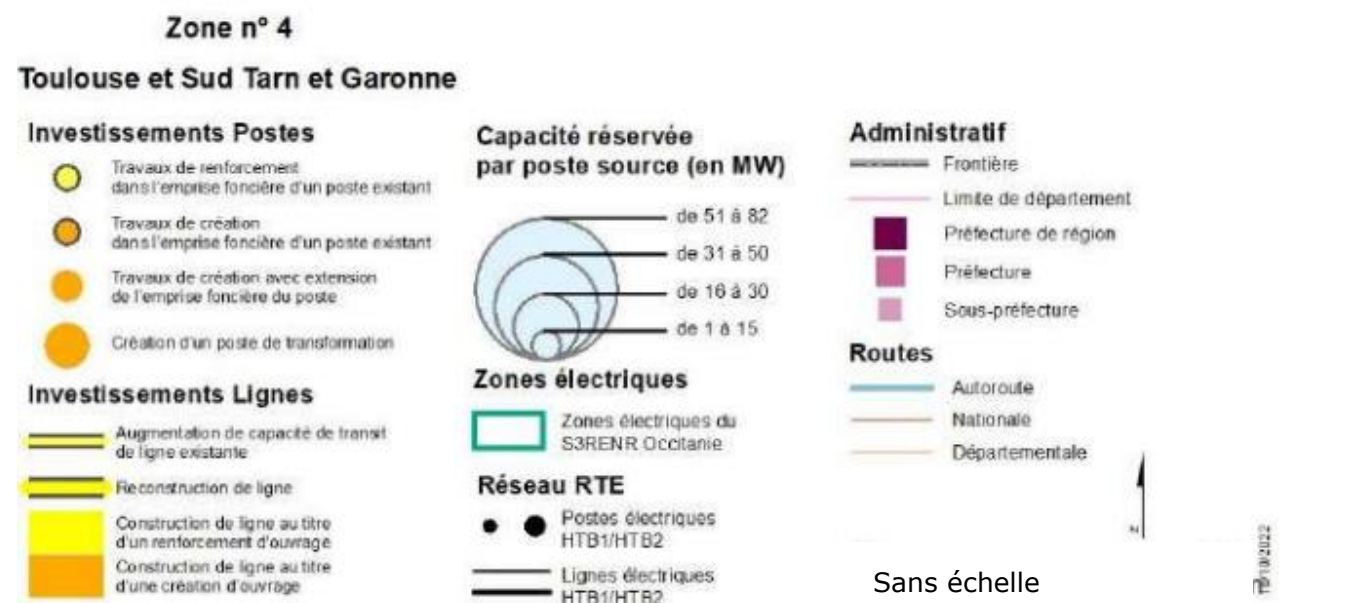 Zone n° 4
Toulouse et Sud Tarn et Garonne
Investissements Postes
Travaux de renforcement
dans l'emprise foncière d'un poste existant
Travaux de création
dans l'emprise foncière d'un poste existant
Travaux de création avec extension
de l'emprise foncière du poste
Création d'un poste de transformation
Investissements Lignes
Augmentation de capacité de transit
de ligne existante
Reconstruction de ligne
Construction de ligne au titre
d'un renforcement d'ouvrage
Construction de ligne au titre
d'une création d'ouvrage
Capacité réservée
par poste source (en MW)
de 51 à 82
de 31 à 50
de 16 à 30
de 1 à 15
Zones électriques
Zones électriques du
S3RENR Occitanie
Réseau RTE
Postes électriques
HTB1/HTB2
Lignes électriques
HTB1/HTB2
Administratif
Frontière
Limite de département
Préfecture de région
Préfecture
Sous-préfecture
Routes
Autoroute
Nationale
Départementale
N
Sans échelle